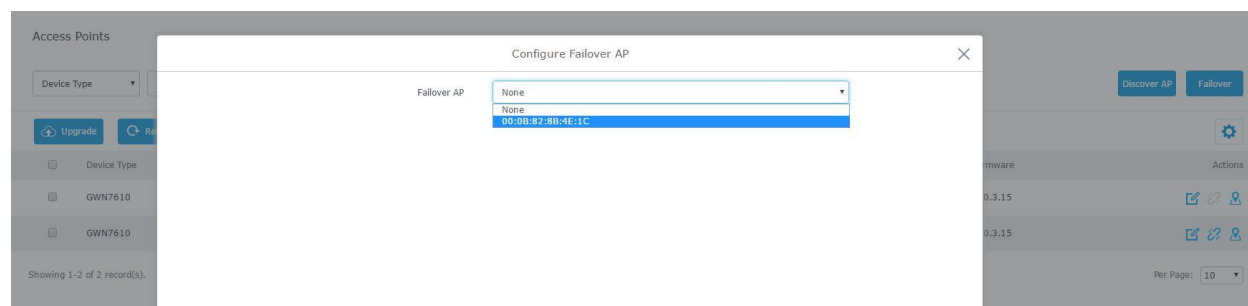 Access Points
Configure Failover AP
Device Type
Failover AP
None
Discover AP
Failover
None
00:0B:82:8B:4E:1C
Upgrade
Device Type
Actions
GWN7610
0.3.15
GWN7610
0.3.15
Showing 1-2 of 2 record(s).
Per Page: 10